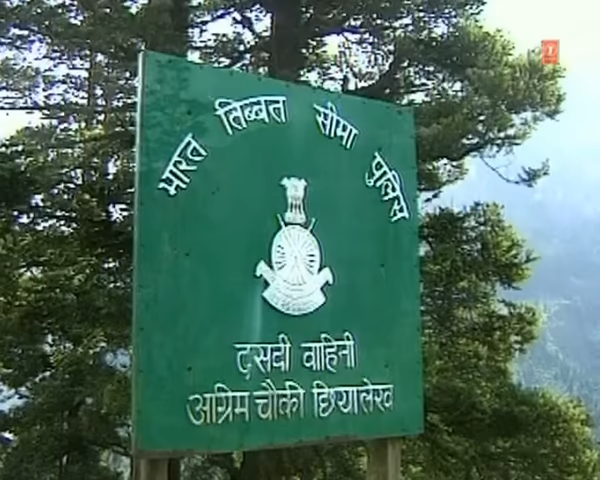 भारत तिब्बत सीमा पुलिस
दसवी वाहिनी
अग्रिम चौकी छियालेख